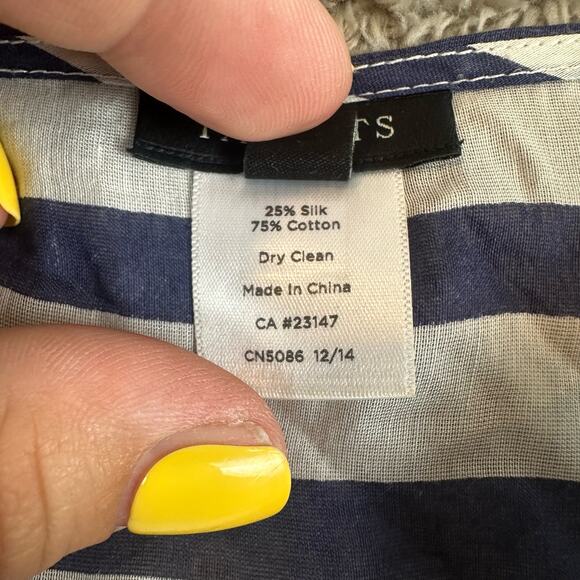 25% Silk
75% Cotton
Dry Clean
Made In China
CA #23147
CN5086 12/14